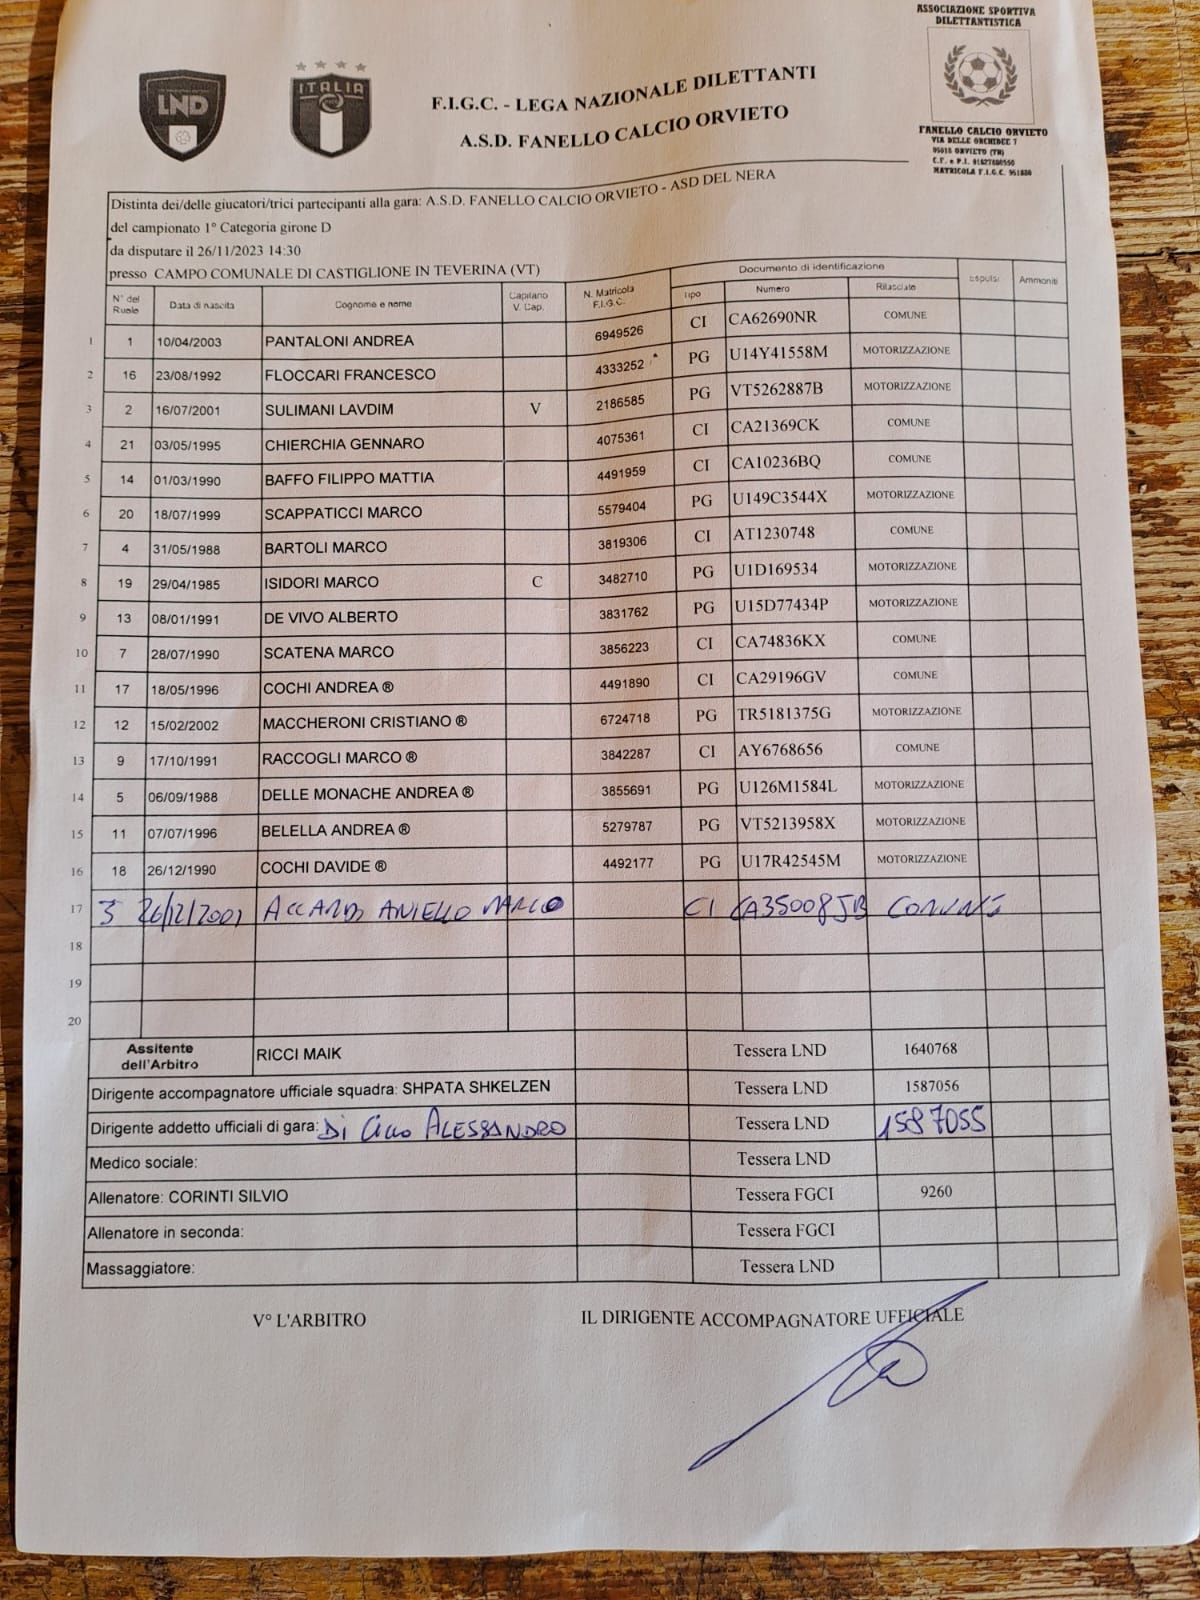 ASSOCIAZIONE SPORTIVA
DILETTANTISTICA
LND
ITALIA
F.I.G.C. - LEGA NAZIONALE DILETTANTI
A.S.D. FANELLO CALCIO ORVIETO
FANELLO CALCIO ORVIETO
VIA DELLE ORCHIDEE 7
05018 ORVIETO (TR)
C.F. e P.I. 01627680550
MATRICOLA F.I.G.C. 951880
Distinta dei/delle giucatori/trici partecipanti alla gara: A.S.D. FANELLO CALCIO ORVIETO - ASD DEL NERA
del campionato 1° Categoria girone D
da disputare il 26/11/2023 14:30
presso CAMPO COMUNALE DI CASTIGLIONE IN TEVERINA (VT)
N° del Ruolo Data di nascita Cognome e nome Capitano V. Cap. N. Matricola F.I.G.C. Documento di identificazione Tipo Numero Rilasciato Espulsi Ammoniti
1 1 10/04/2003 PANTALONI ANDREA 6949526 CI CA62690NR COMUNE
2 16 23/08/1992 FLOCCARI FRANCESCO 4333252 PG U14Y41558M MOTORIZZAZIONE
3 2 16/07/2001 SULIMANI LAVDIM V 2186585 PG VT5262887B MOTORIZZAZIONE
4 21 03/05/1995 CHIERCHIA GENNARO 4075361 CI CA21369CK COMUNE
5 14 01/03/1990 BAFFO FILIPPO MATTIA 4491959 CI CA10236BQ COMUNE
6 20 18/07/1999 SCAPPATICCI MARCO 5579404 PG U149C3544X MOTORIZZAZIONE
7 4 31/05/1988 BARTOLI MARCO 3819306 CI AT1230748 COMUNE
8 19 29/04/1985 ISIDORI MARCO C 3482710 PG U1D169534 MOTORIZZAZIONE
9 13 08/01/1991 DE VIVO ALBERTO 3831762 PG U15D77434P MOTORIZZAZIONE
10 7 28/07/1990 SCATENA MARCO 3856223 CI CA74836KX COMUNE
11 17 18/05/1996 COCHI ANDREA ® 4491890 CI CA29196GV COMUNE
12 12 15/02/2002 MACCHERONI CRISTIANO ® 6724718 PG TR5181375G MOTORIZZAZIONE
13 9 17/10/1991 RACCOGLI MARCO ® 3842287 CI AY6768656 COMUNE
14 5 06/09/1988 DELLE MONACHE ANDREA ® 3855691 PG U126M1584L MOTORIZZAZIONE
15 11 07/07/1996 BELELLA ANDREA ® 5279787 PG VT5213958X MOTORIZZAZIONE
16 18 26/12/1990 COCHI DAVIDE ® 4492177 PG U17R42545M MOTORIZZAZIONE
17 3 26/12/2001 ACCARDI ANIELLO MARCO CI CA35008JB COMUNE
18
19
20
Assitente dell'Arbitro RICCI MAIK Tessera LND 1640768
Dirigente accompagnatore ufficiale squadra: SHPATA SHKELZEN Tessera LND 1587056
Dirigente addetto ufficiali di gara: Di ALESSANDRO Tessera LND 1587055
Medico sociale: Tessera LND
Allenatore: CORINTI SILVIO Tessera FGCI 9260
Allenatore in seconda: Tessera FGCI
Massaggiatore: Tessera LND
V° L'ARBITRO IL DIRIGENTE ACCOMPAGNATORE UFFICIALE